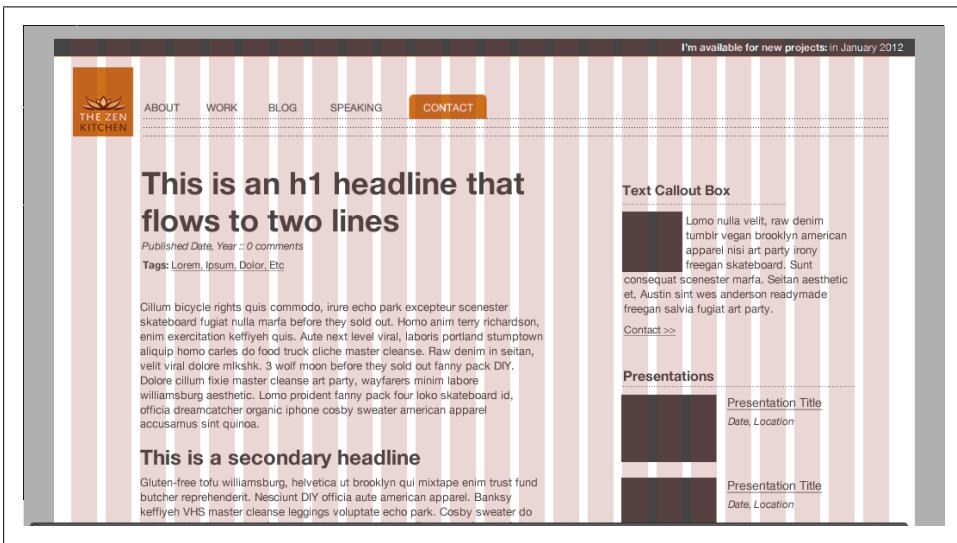 I'm available for new projects: in January 2012
THE ZEN
KITCHEN
ABOUT WORK BLOG SPEAKING CONTACT
This is an h1 headline that
flows to two lines
Published Date, Year :: 0 comments
Tags: Lorem, Ipsum, Dolor, Etc
Cillum bicycle rights quis commodo, irure echo park excepteur scenester
skateboard fugiat nulla marfa before they sold out. Homo anim terry richardson,
enim exercitation keffiyeh quis. Aute next level viral, laboris portland stumptown
aliquip homo carles do food truck cliche master cleanse. Raw denim in seitan,
velit viral dolore mlkshk. 3 wolf moon before they sold out fanny pack DIY.
Dolore cillum fixie master cleanse art party, wayfarers minim labore
williamsburg aesthetic. Lomo proident fanny pack four loko skateboard id,
officia dreamcatcher organic iphone cosby sweater american apparel
accusamus sint quinoa.
This is a secondary headline
Gluten-free tofu williamsburg, helvetica ut brooklyn qui mixtape enim trust fund
butcher reprehenderit. Nesciunt DIY officia aute american apparel. Banksy
keffiyeh VHS master cleanse leggings voluptate echo park. Cosby sweater do
Text Callout Box
Lomo nulla velit, raw denim
tumblr vegan brooklyn american
apparel nisi art party irony
freegan skateboard. Sunt
consequat scenester marfa. Seitan aesthetic
et, Austin sint wes anderson readymade
freegan salvia fugiat art party.
Contact >>
Presentations
Presentation Title
Date, Location
Presentation Title
Date, Location